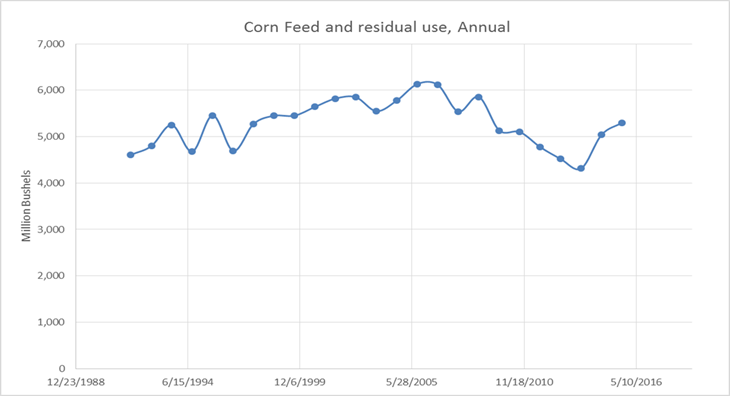 Corn Feed and residual use, Annual
7,000
6,000
5,000
4,000
3,000
2,000
1,000
0
Million Bushels
12/23/1988 6/15/1994 12/6/1999 5/28/2005 11/18/2010 5/10/2016